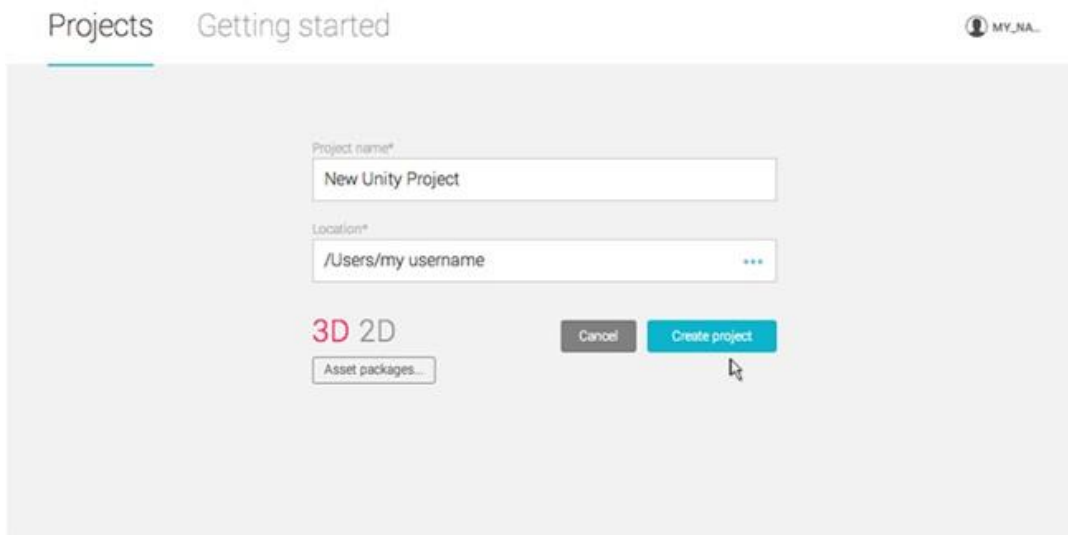 Projects Getting started MY_NA...
Project name*
New Unity Project
Location*
/Users/my username ...
3D 2D Cancel Create project
Asset packages...